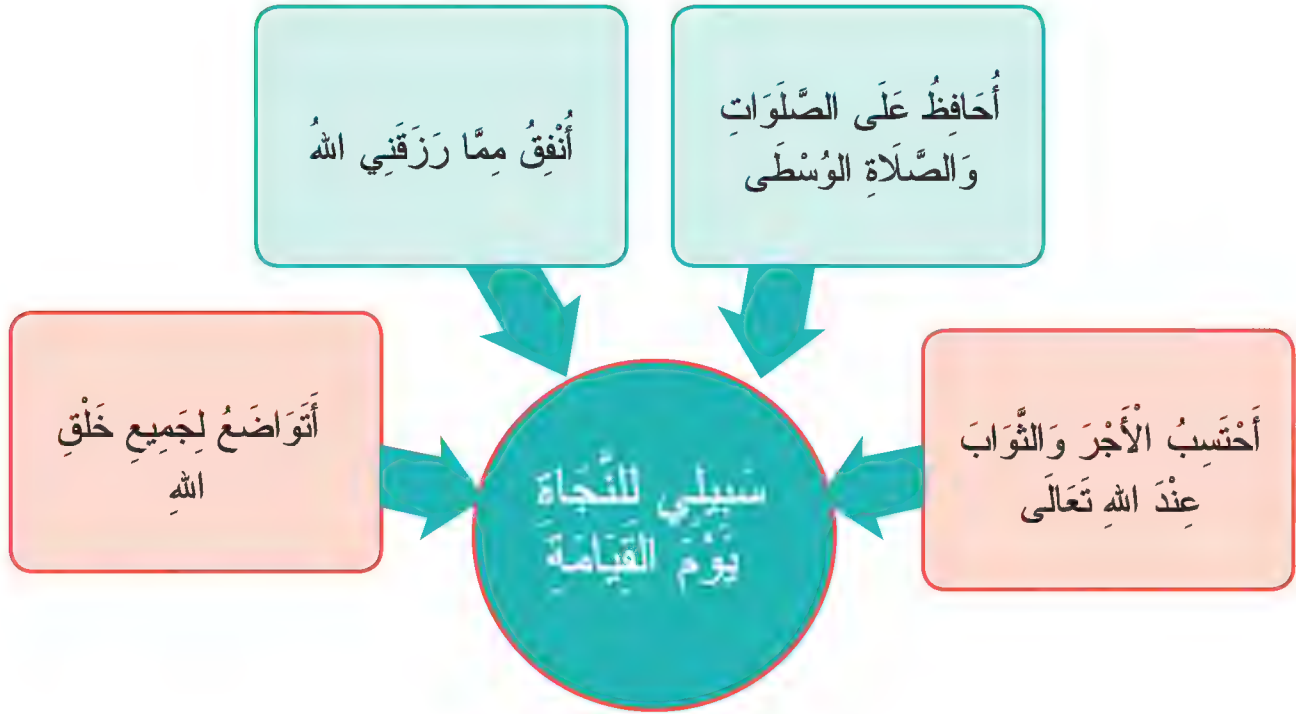 أُحَافِظُ عَلَى الصَّلَوَاتِ
وَالصَّلَاةِ الوُسْطَى
أُنْفِقُ مِمَّا رَزَقَنِي اللهُ
أَحْتَسِبُ الْأَجْرَ وَالثَّوَابَ
عِنْدَ اللهِ تَعَالَى
أَتَوَاضَعُ لِجَمِيعِ خَلْقِ
اللهِ
سَبِيلِي لِلنَّجَاةِ
يَوْمَ القِيَامَةِ